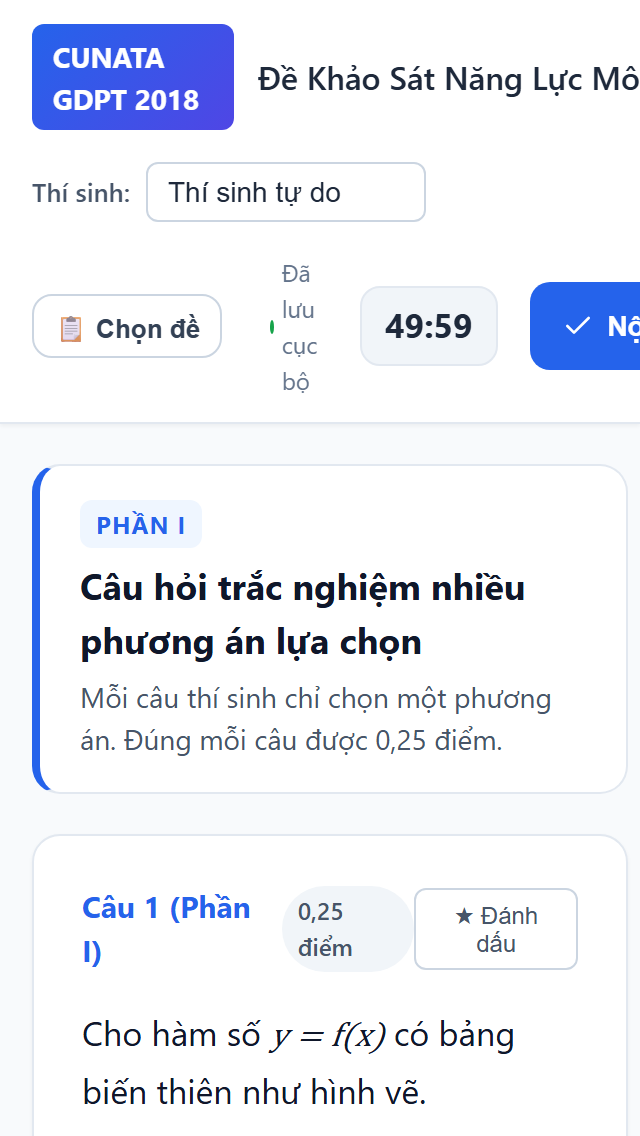 CUNATA
GDPT 2018
Đề Khảo Sát Năng Lực
Thí sinh:
Thí sinh tự do
📋 Chọn đề
Đã
lưu
cục
bộ
49:59
✓
PHẦN I
Câu hỏi trắc nghiệm nhiều
phương án lựa chọn
Mỗi câu thí sinh chỉ chọn một phương
án. Đúng mỗi câu được 0,25 điểm.
Câu 1 (Phần
I)
0,25
điểm
★ Đánh
dấu
Cho hàm số y = f(x) có bảng
biến thiên như hình vẽ.